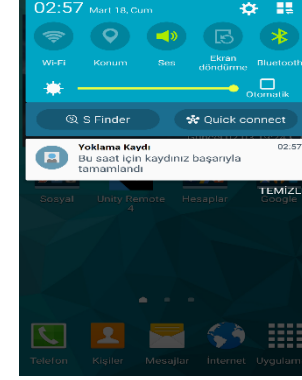 02:57 Mart 18, Cum
Wi-Fi Konum Ses Ekran döndürme Bluetooth
Otomatik
S Finder Quick connect
Yoklama Kaydı 02:57
Bu saat için kaydınız başarıyla
tamamlandı
TEMİZL
Sosyal Unity Remote 4 Hesaplar Google
Telefon Kişiler Mesajlar İnternet Uygulam